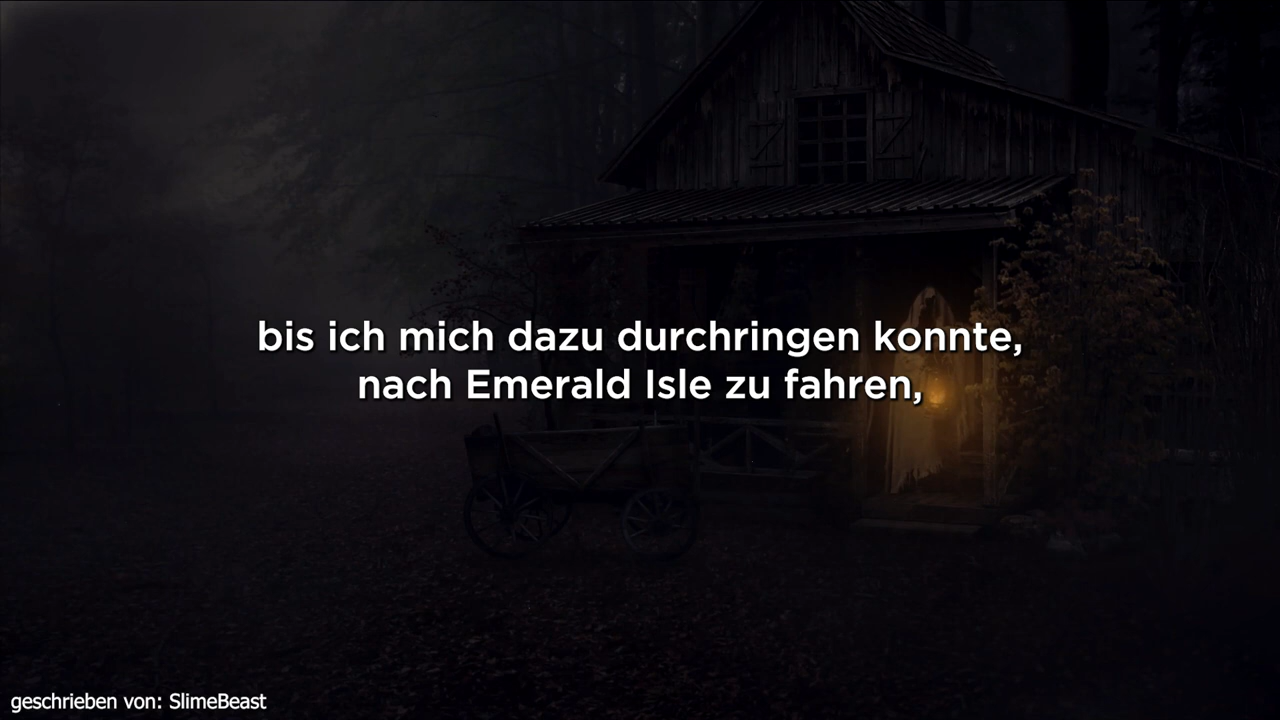 bis ich mich dazu durchringen konnte,
nach Emerald Isle zu fahren,
geschrieben von: SlimeBeast